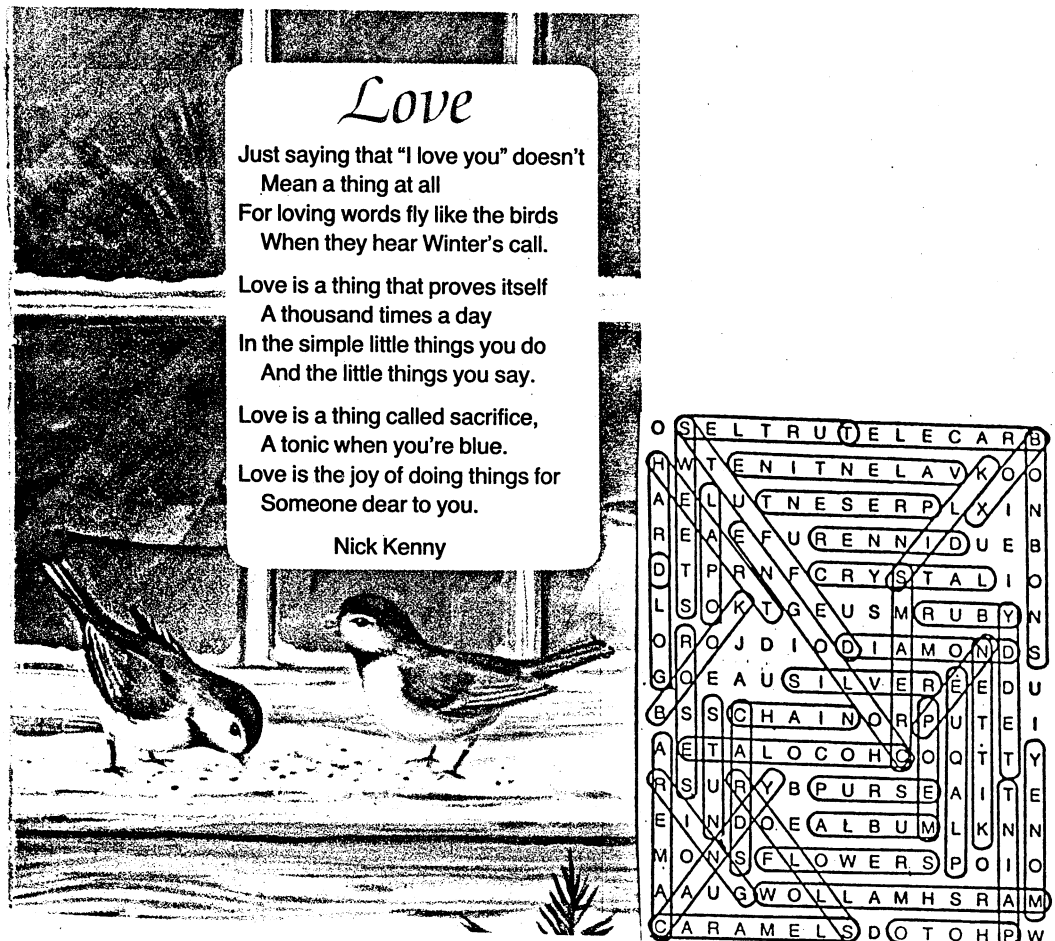 Love
Just saying that “I love you” doesn't
Mean a thing at all
For loving words fly like the birds
When they hear Winter's call.
Love is a thing that proves itself
A thousand times a day
In the simple little things you do
And the little things you say.
Love is a thing called sacrifice,
A tonic when you're blue.
Love is the joy of doing things for
Someone dear to you.
Nick Kenny
O S E L T R U T E L E C A R B
H W T E N I T N E L A V K O O
A E L U T N E S E R P L X I N
R E A E F U R E N N I D U E B
D T P R N F C R Y S T A L I O
L S O K T G E U S M R U B Y N
O R O J D I O D I A M O N D S
G O E A U S I L V E R E E D U
B S S C H A I N O R P U T E I
A E T A L O C O H C O Q T T Y
R S U R Y B P U R S E A I T E
E I N D O E A L B U M L K N N
M O N S F L O W E R S P O I O
A A U G W O L L A M H S R A M
C A R A M E L S D O T O H P W